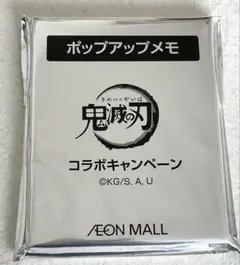 ポップアップメモ
きめつのやいば
鬼滅の刃
コラボキャンペーン
©KG/S, A, U
ÆON MALL